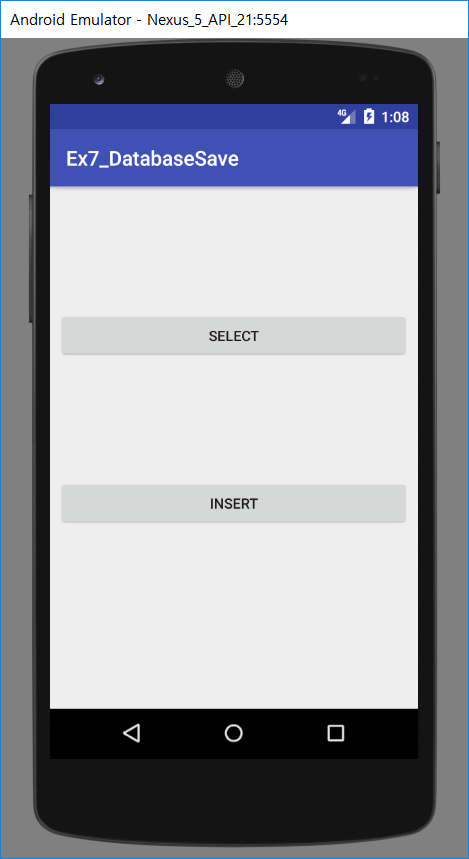 Android Emulator - Nexus_5_API_21:5554
4G 1:08
Ex7_DatabaseSave
SELECT
INSERT